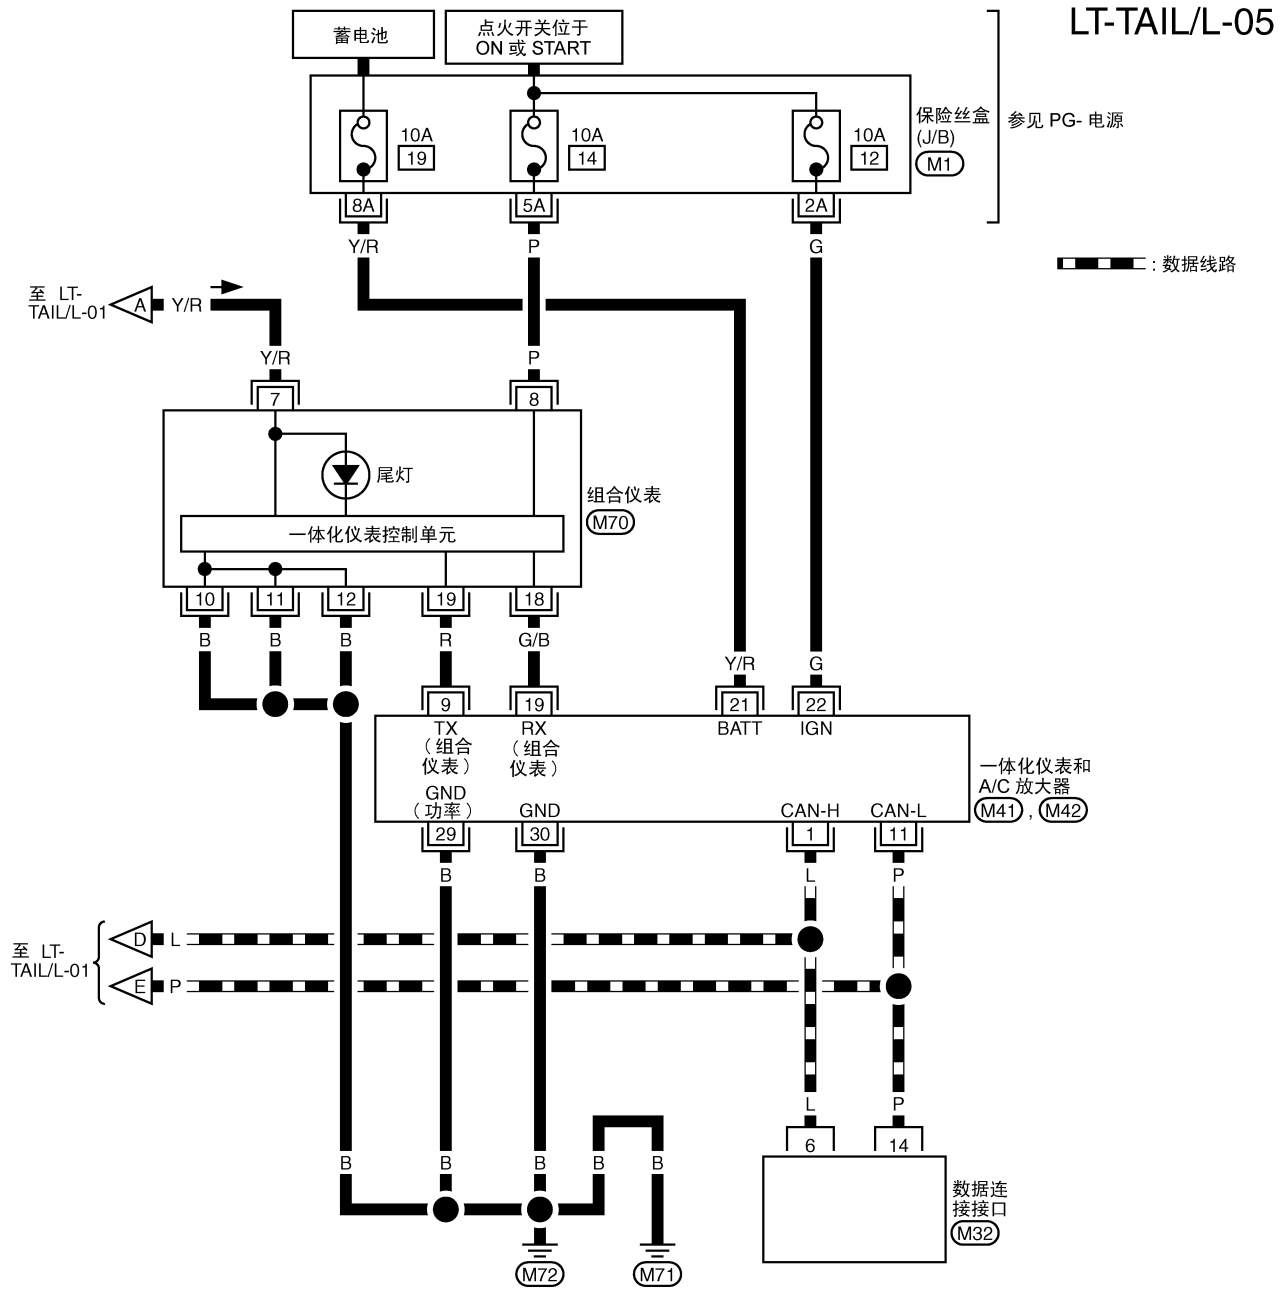 LT-TAIL/L-05
蓄电池
点火开关位于
ON 或 START
10A
19
10A
14
10A
12
保险丝盒
(J/B)
M1
参见 PG- 电源
8A
5A
2A
Y/R
P
G
: 数据线路
至 LT-
TAIL/L-01
A
Y/R
Y/R
P
7
8
尾灯
组合仪表
M70
一体化仪表控制单元
10
11
12
19
18
B
B
B
R
G/B
Y/R
G
9
19
21
22
TX
(组合
仪表)
RX
(组合
仪表)
BATT
IGN
一体化仪表和
A/C 放大器
M41 , M42
GND
(功率)
GND
CAN-H
CAN-L
29
30
1
11
B
B
L
P
至 LT-
TAIL/L-01
D
L
E
P
L
P
6
14
B
B
B
B
B
数据连
接接口
M32
M72
M71